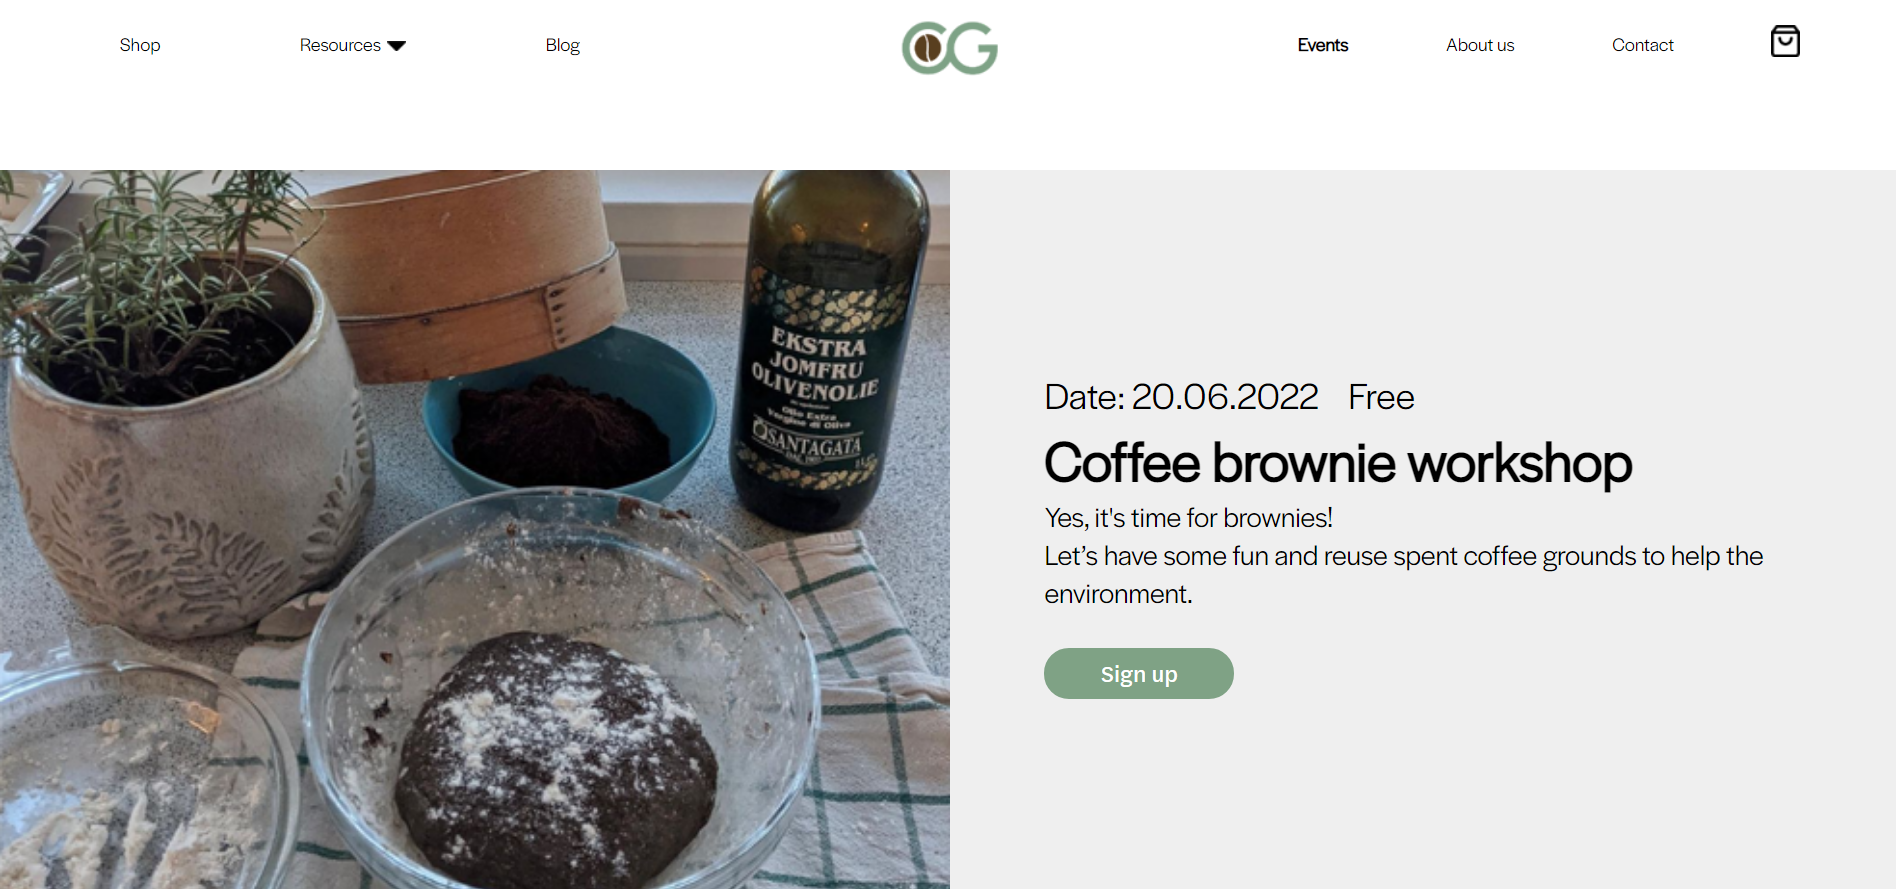 Shop
Resources
Blog
CG
Events
About us
Contact
EKSTRA
JOMFRU
OLIVENOLIE
Olio Extra
Vergine di Oliva
SANTAGATA
Date: 20.06.2022 Free
Coffee brownie workshop
Yes, it's time for brownies!
Let’s have some fun and reuse spent coffee grounds to help the
environment.
Sign up